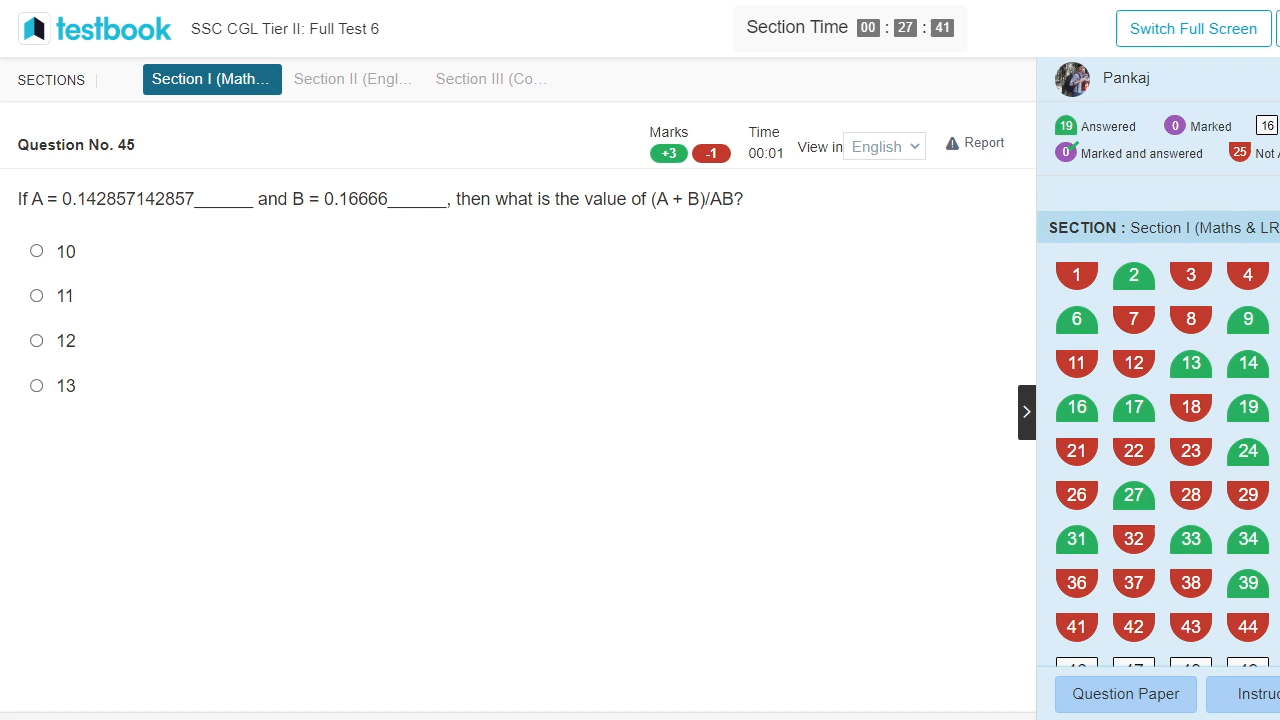 testbook
SSC CGL Tier II: Full Test 6
Section Time 00 : 27 : 41
Switch Full Screen
SECTIONS
Section I (Math...
Section II (Engl...
Section III (Co...
Pankaj
19 Answered
0 Marked
16
0 Marked and answered
25 Not
Question No. 45
Marks
+3 -1
Time
00:01
View in English
Report
If A = 0.142857142857______ and B = 0.16666______, then what is the value of (A + B)/AB?
10
11
12
13
SECTION : Section I (Maths & LR
1 2 3 4
6 7 8 9
11 12 13 14
16 17 18 19
21 22 23 24
26 27 28 29
31 32 33 34
36 37 38 39
41 42 43 44
Question Paper